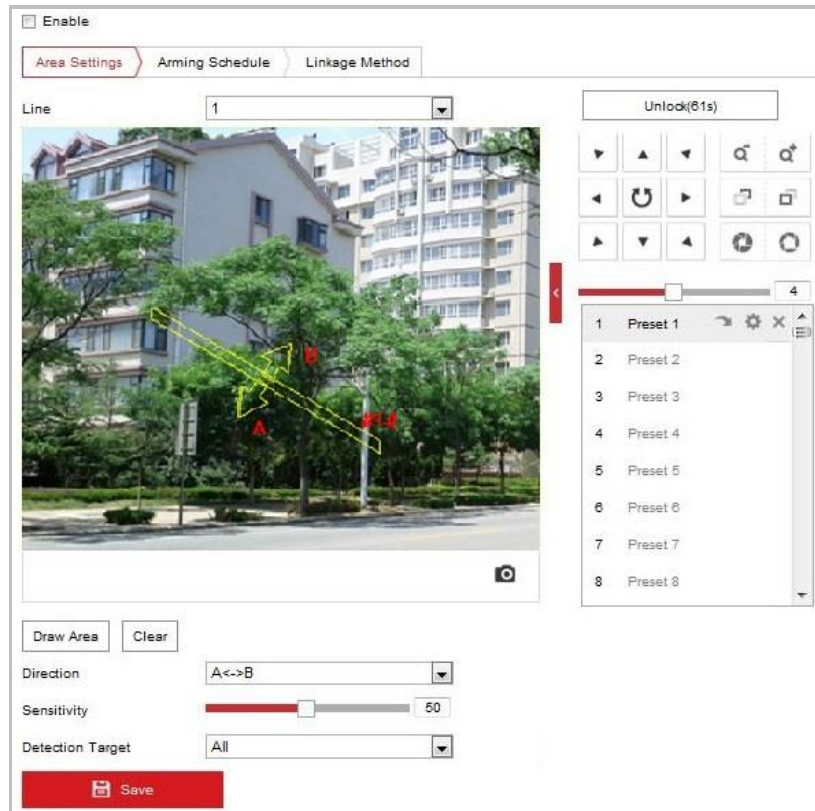 Enable
Area Settings
Arming Schedule
Linkage Method
Line
1
Unlock(61s)
B
A
#1#
4
1 Preset 1
2 Preset 2
3 Preset 3
4 Preset 4
5 Preset 5
6 Preset 6
7 Preset 7
8 Preset 8
Draw Area
Clear
Direction
A<->B
Sensitivity
50
Detection Target
All
Save